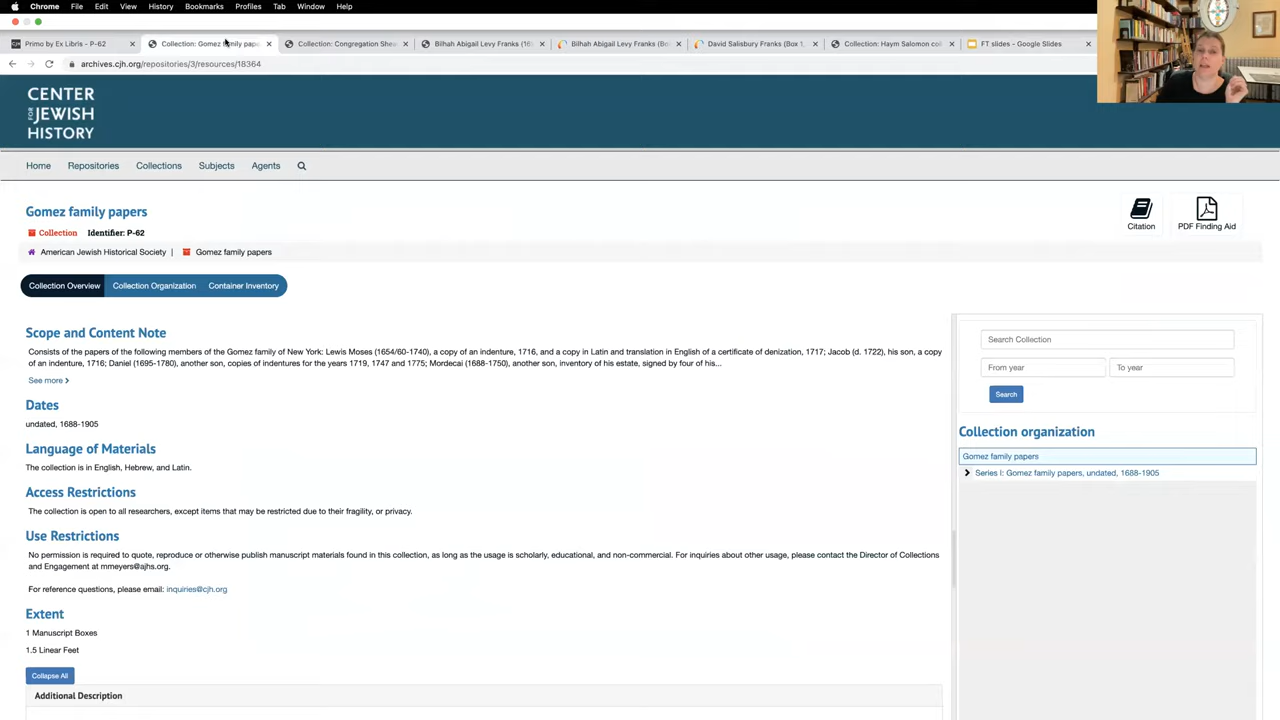 Chrome File Edit View History Bookmarks Profiles Tab Window Help
Primo by Ex Libris - P-62
Collection: Gomez family pape
Collection: Congregation Shea
Bilhah Abigail Levy Franks (16
Bilhah Abigail Levy Franks (Bo
David Salisbury Franks (Box 1,
Collection: Haym Salomon co
FT slides - Google Slides
archives.cjh.org/repositories/3/resources/18364
CENTER
FOR JEWISH
HISTORY
Home Repositories Collections Subjects Agents
Gomez family papers
Collection Identifier: P-62
American Jewish Historical Society | Gomez family papers
Citation
PDF Finding Aid
Collection Overview Collection Organization Container Inventory
Scope and Content Note
Consists of the papers of the following members of the Gomez family of New York: Lewis Moses (1654/60-1740), a copy of an indenture, 1716, and a copy in Latin and translation in English of a certificate of denization, 1717; Jacob (d. 1722), his son, a copy
of an indenture, 1716; Daniel (1695-1780), another son, copies of indentures for the years 1719, 1747 and 1775; Mordecai (1688-1750), another son, inventory of his estate, signed by four of his...
See more
Dates
undated, 1688-1905
Language of Materials
The collection is in English, Hebrew, and Latin.
Access Restrictions
The collection is open to all researchers, except items that may be restricted due to their fragility, or privacy.
Use Restrictions
No permission is required to quote, reproduce or otherwise publish manuscript materials found in this collection, as long as the usage is scholarly, educational, and non-commercial. For inquiries about other usage, please contact the Director of Collections
and Engagement at mmeyers@ajhs.org.
For reference questions, please email: inquiries@cjh.org
Extent
1 Manuscript Boxes
1.5 Linear Feet
Collapse All
Additional Description
Search Collection
From year To year
Search
Collection organization
Gomez family papers
Series I: Gomez family papers, undated, 1688-1905